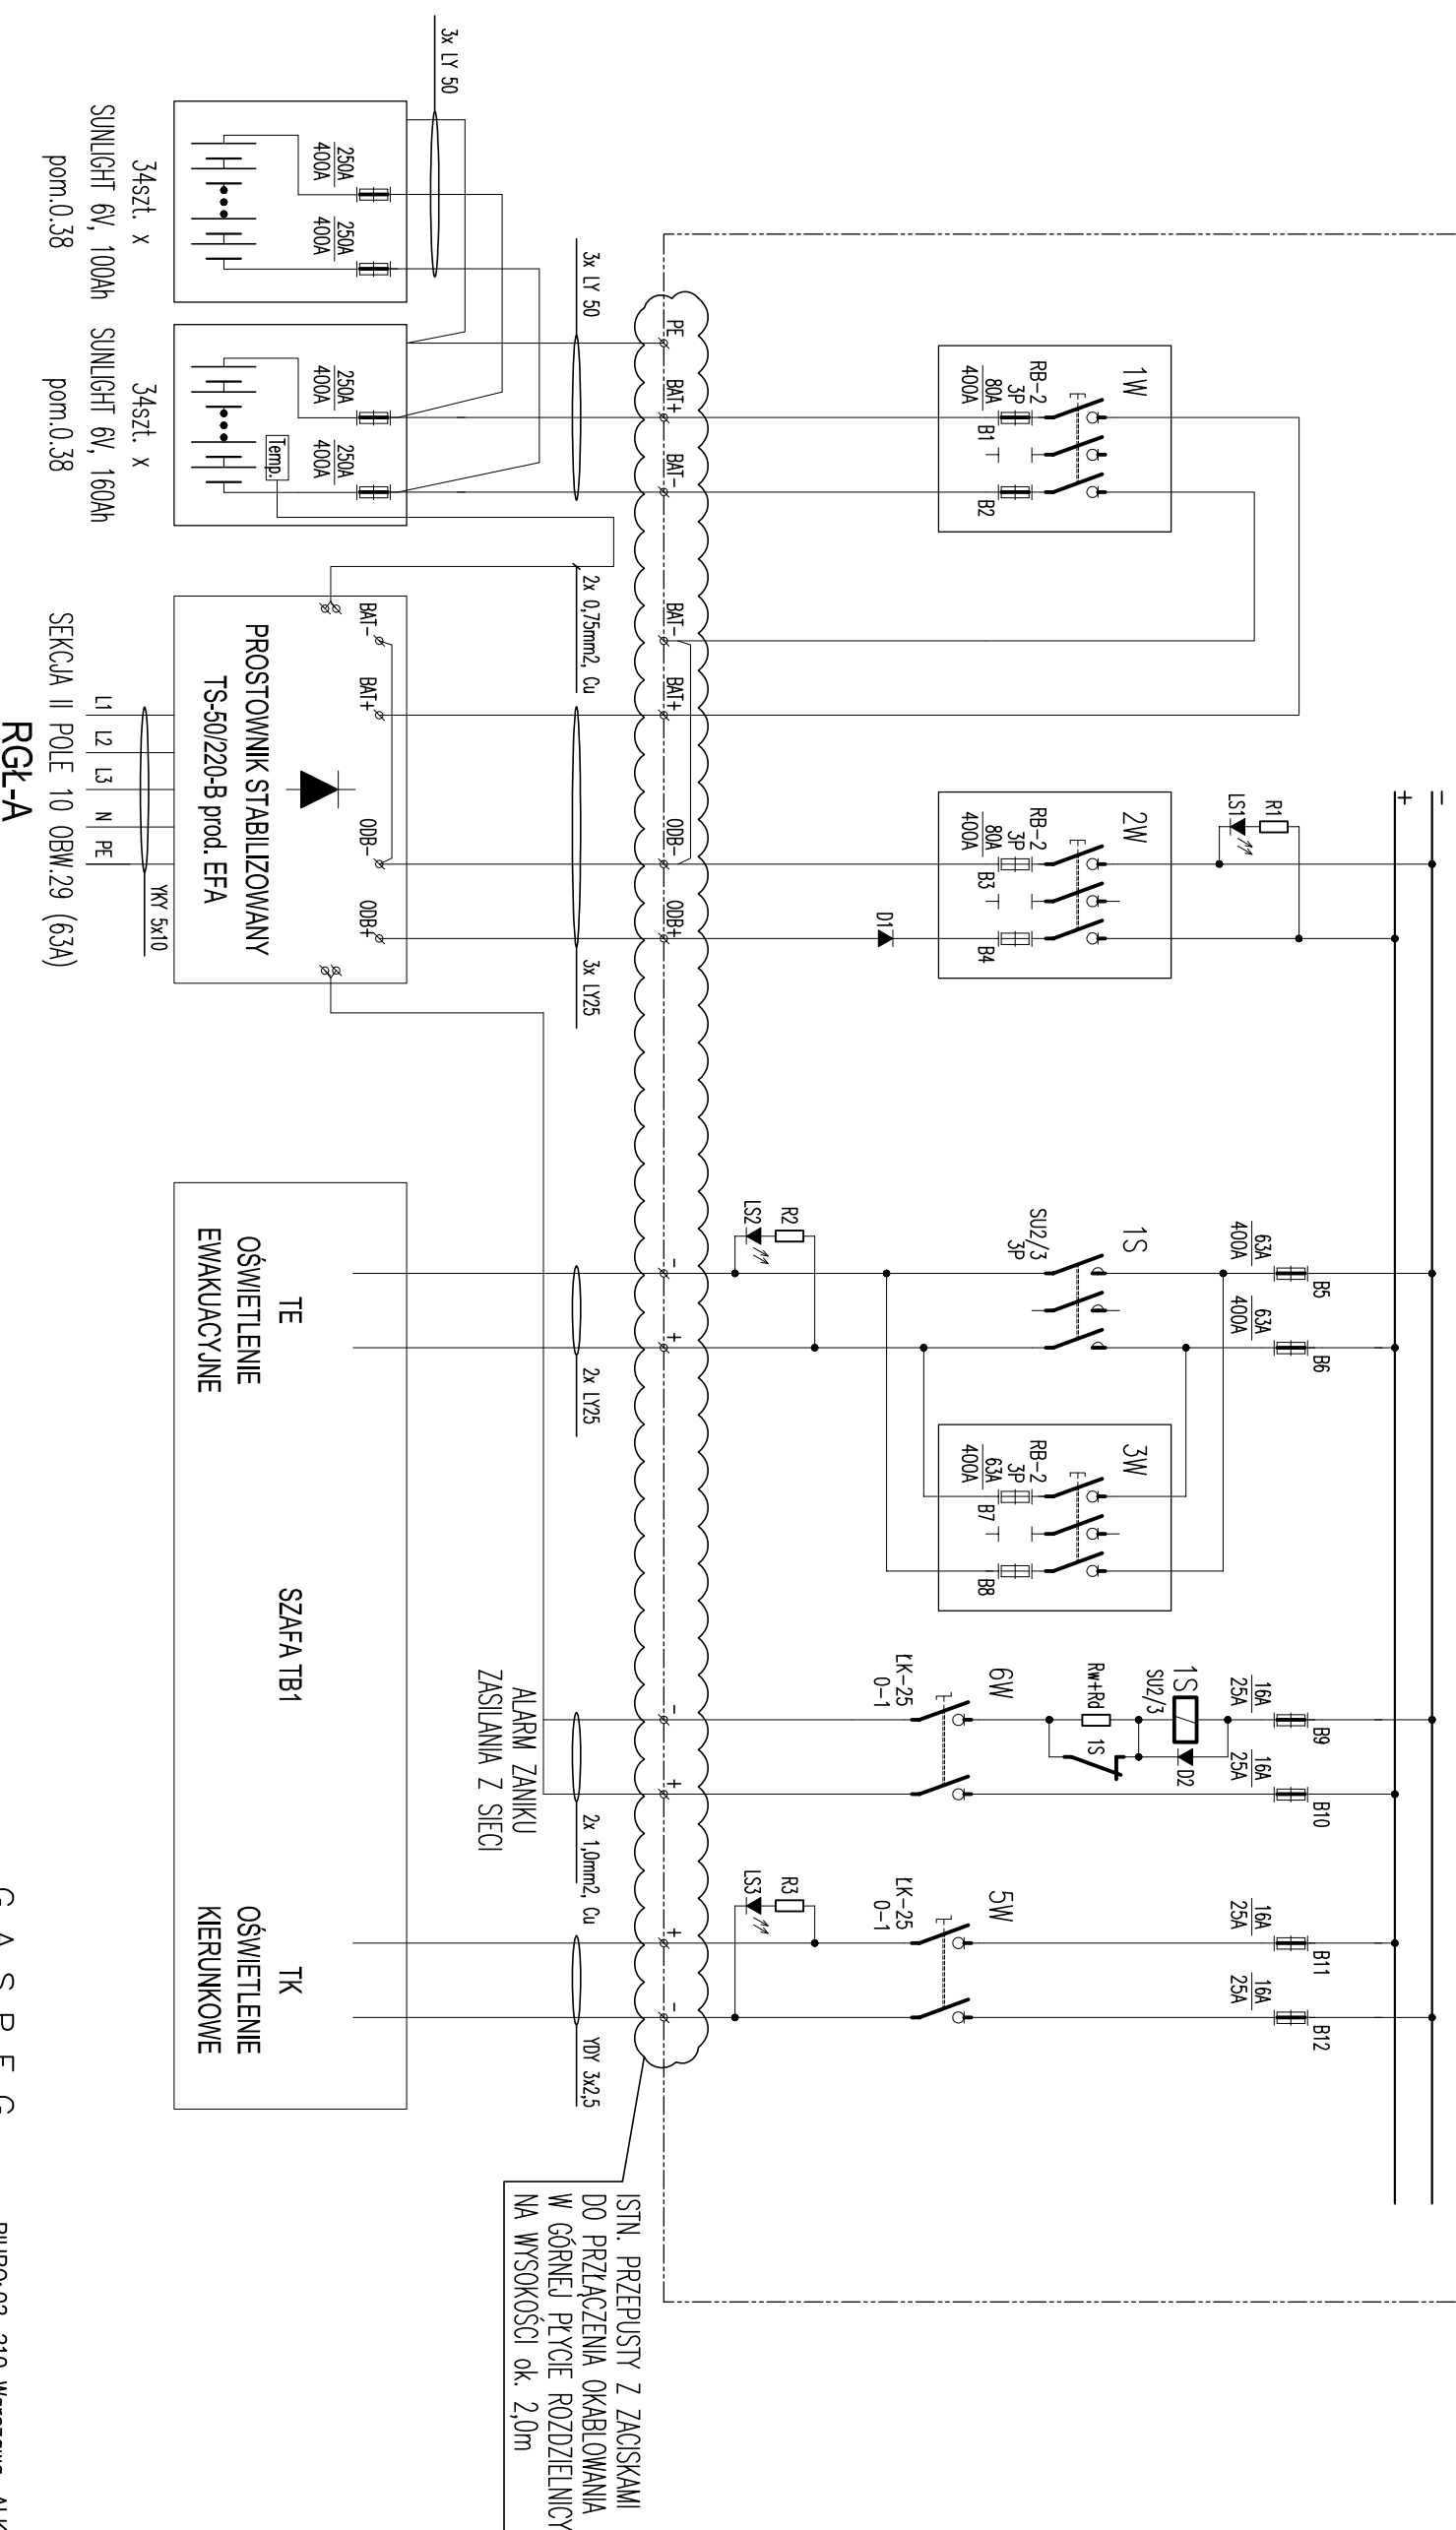 –
+
R1
LS1
1W
RB-2
3P
80A
400A
B1
B2
2W
RB-2
3P
80A
400A
B3
B4
D1
63A
400A
B5
63A
400A
B6
1S
SU2/3
3P
3W
RB-2
3P
63A
400A
B7
B8
R2
LS2
16A
25A
B9
16A
25A
B10
1S
SU2/3
D2
Rw+Rd
1S
6W
ŁK-25
0-1
16A
25A
B11
16A
25A
B12
5W
ŁK-25
0-1
R3
LS3
PE
BAT+
BAT-
BAT-
BAT+
ODB-
ODB+
-
+
-
+
+
-
3x LY 50
3x LY 50
2x 0,75mm2, Cu
3x LY25
2x LY25
2x 1,0mm2, Cu
YDY 3x2,5
ALARM ZANIKU
ZASILANIA Z SIECI
ISTN. PRZEPUSTY Z ZACISKAMI
DO PRZŁĄCZENIA OKABLOWANIA
W GÓRNEJ PŁYCIE ROZDZIELNICY
NA WYSOKOŚCI ok. 2,0m
250A
400A
250A
400A
34szt. x
SUNLIGHT 6V, 100Ah
pom.0.38
250A
400A
250A
400A
Temp.
34szt. x
SUNLIGHT 6V, 160Ah
pom.0.38
BAT-
BAT+
ODB-
ODB+
PROSTOWNIK STABILIZOWANY
TS-50/220-B prod. EFA
L1
L2
L3
N
PE
YKY 5x10
SEKCJA II POLE 10 OBW.29 (63A)
RGŁ-A
TE
OŚWIETLENIE
EWAKUACYJNE
SZAFA TB1
TK
OŚWIETLENIE
KIERUNKOWE
G A S P E G